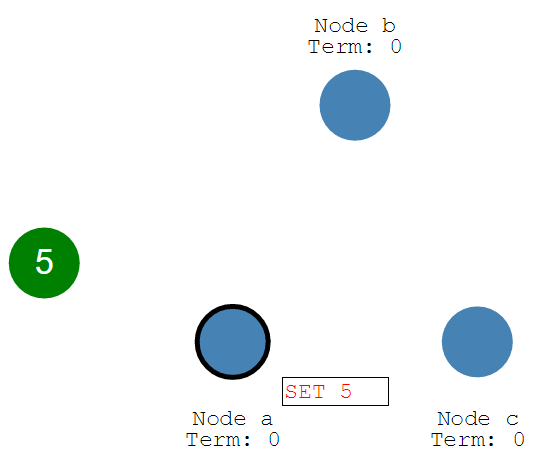 Node b
Term: 0
5
SET 5
Node a
Term: 0
Node c
Term: 0